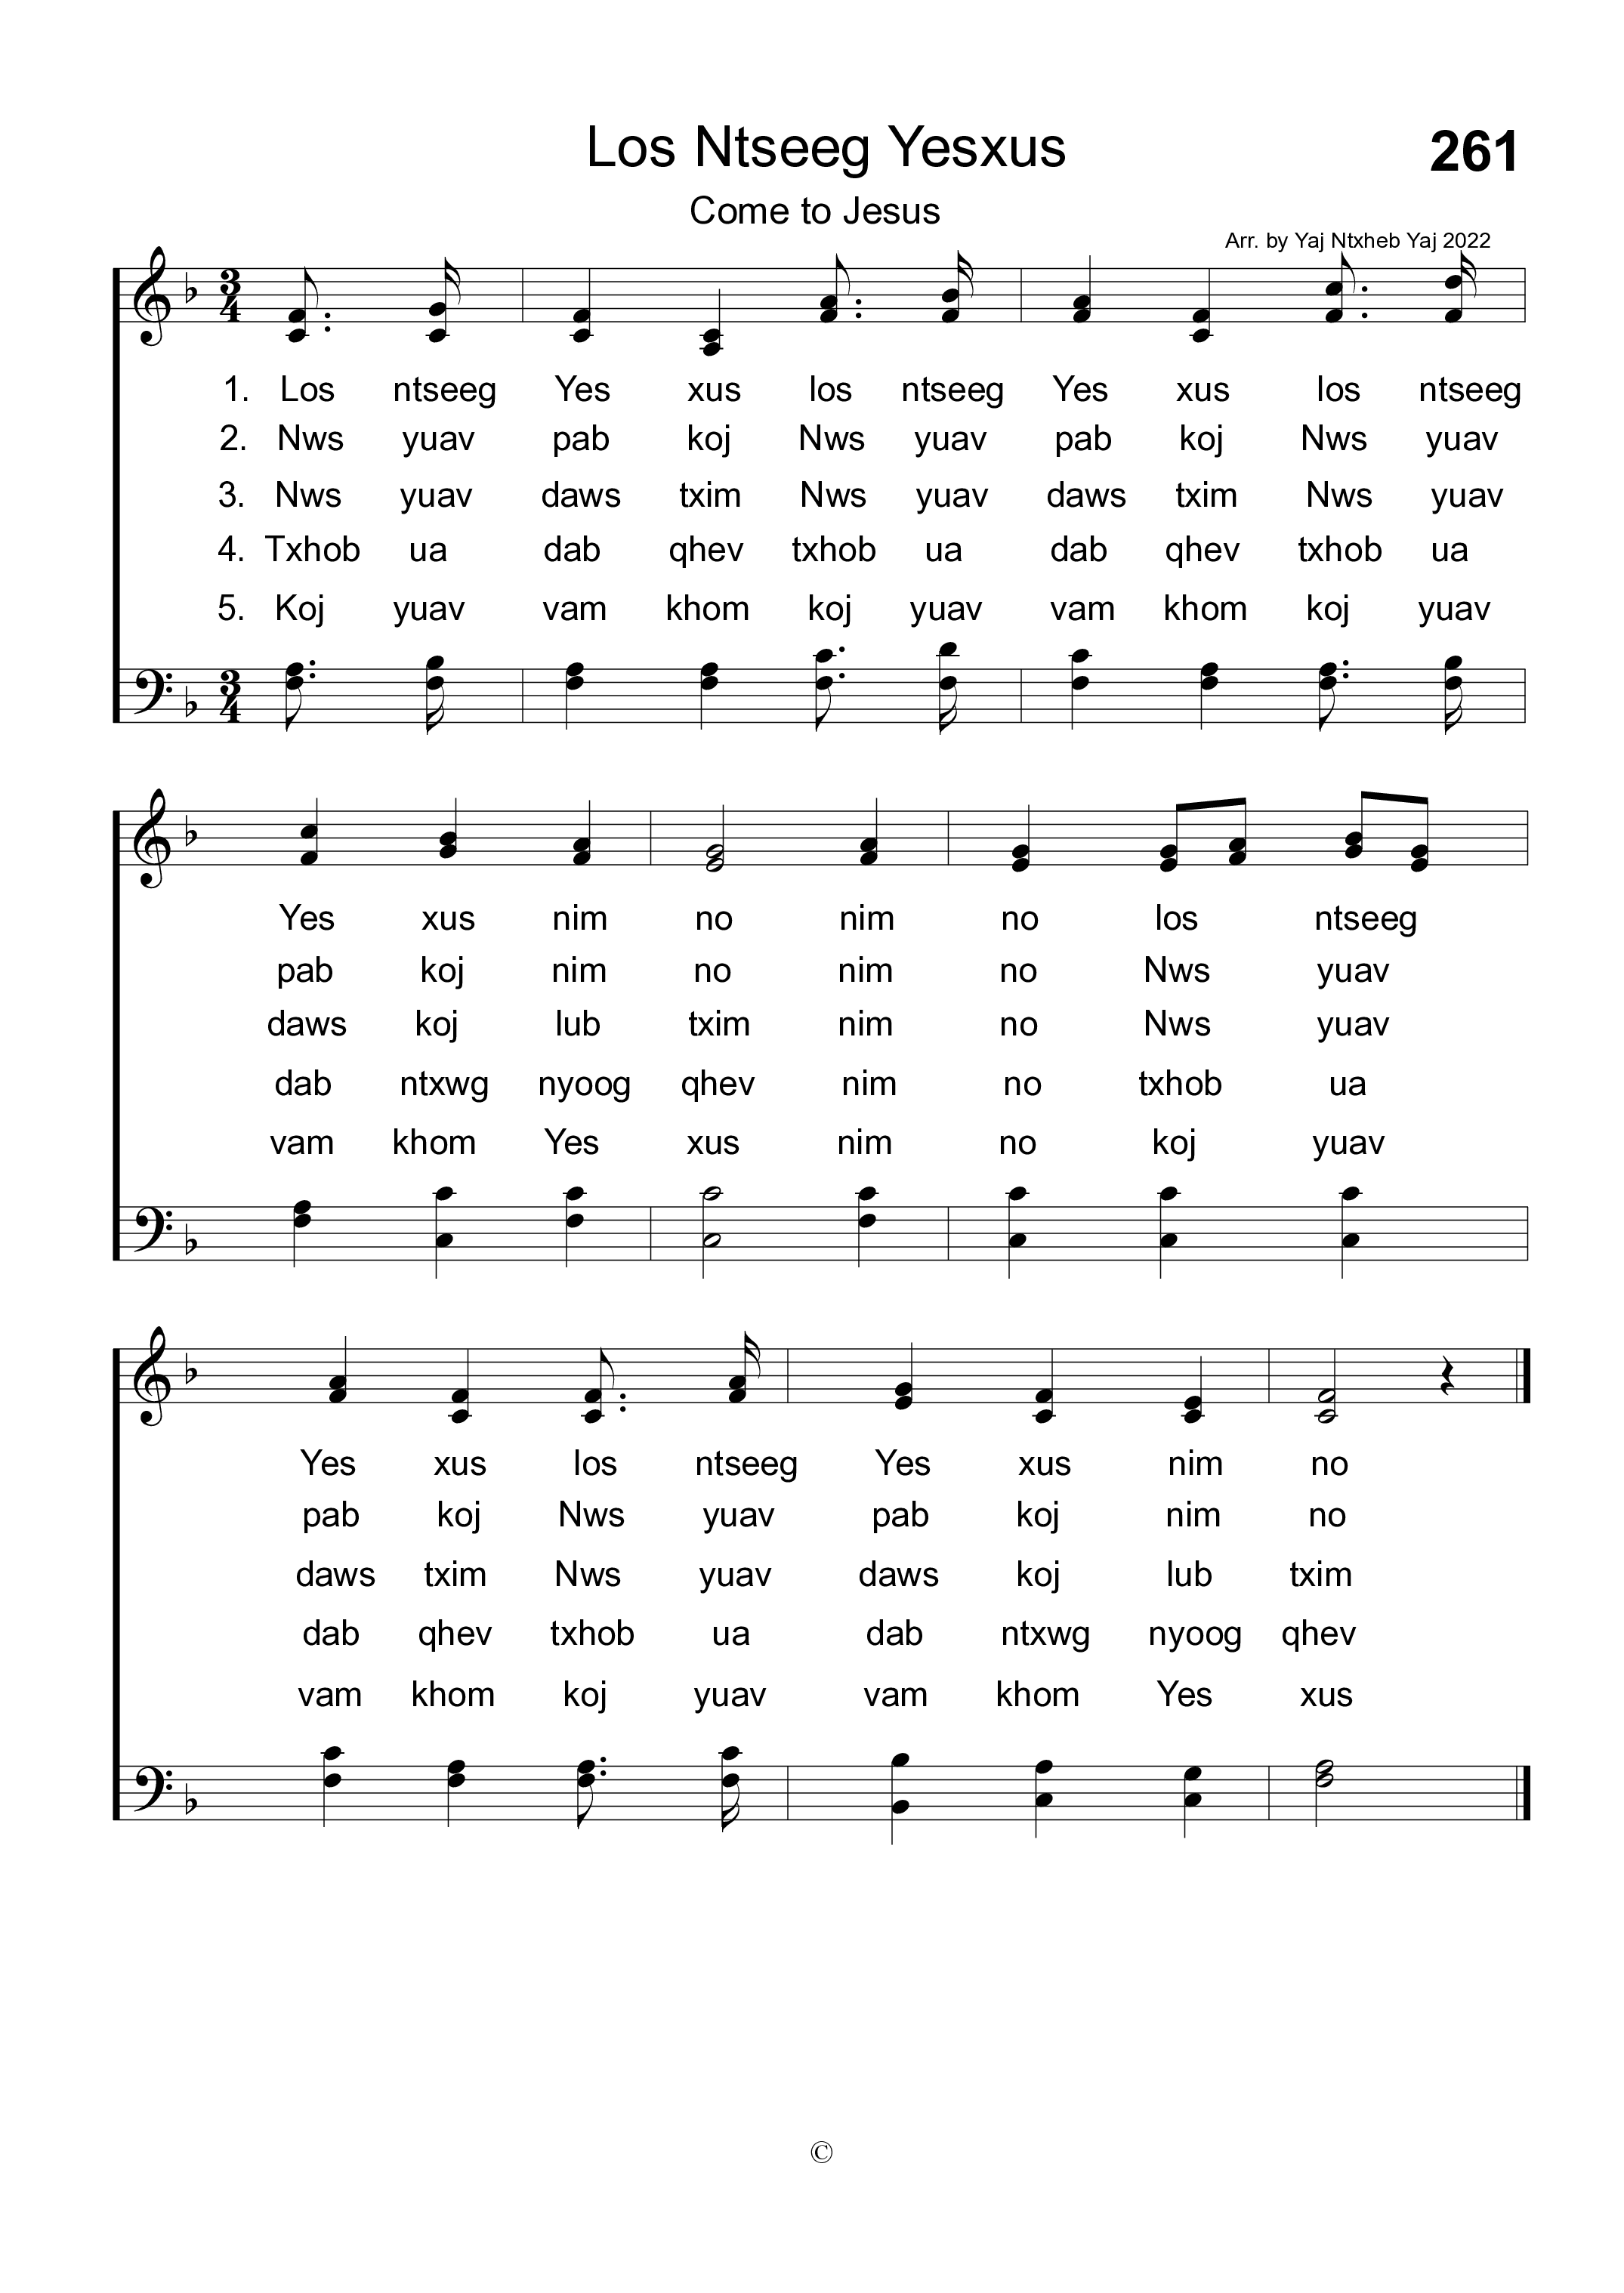 Los Ntseeg Yesxus
261
Come to Jesus
Arr. by Yaj Ntxheb Yaj 2022
3
4
1. Los ntseeg Yes xus los ntseeg Yes xus los ntseeg
2. Nws yuav pab koj Nws yuav pab koj Nws yuav
3. Nws yuav daws txim Nws yuav daws txim Nws yuav
4. Txhob ua dab qhev txhob ua dab qhev txhob ua
5. Koj yuav vam khom koj yuav vam khom koj yuav
3
4
Yes xus nim no nim no los ntseeg
pab koj nim no nim no Nws yuav
daws koj lub txim nim no Nws yuav
dab ntxwg nyoog qhev nim no txhob ua
vam khom Yes xus nim no koj yuav
Yes xus los ntseeg Yes xus nim no
pab koj Nws yuav pab koj nim no
daws txim Nws yuav daws koj lub txim
dab qhev txhob ua dab ntxwg nyoog qhev
vam khom koj yuav vam khom Yes xus
©